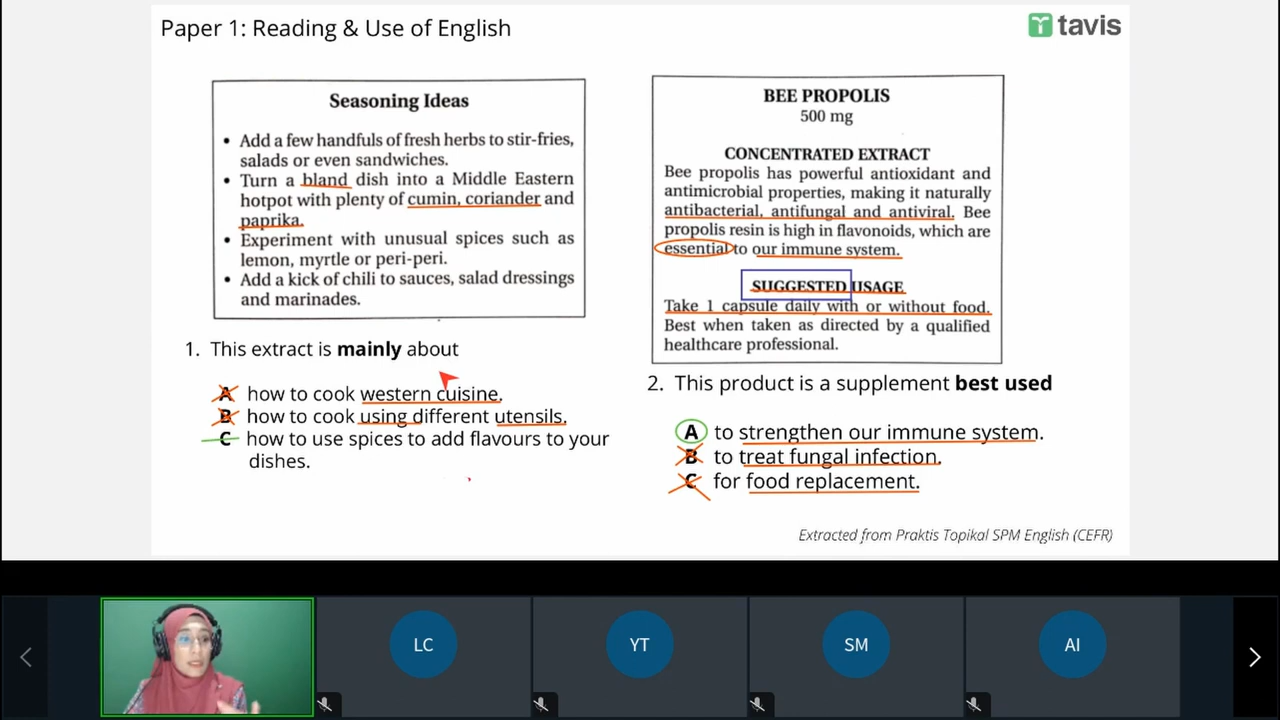 Paper 1: Reading & Use of English
tavis
Seasoning Ideas
• Add a few handfuls of fresh herbs to stir-fries,
salads or even sandwiches.
• Turn a bland dish into a Middle Eastern
hotpot with plenty of cumin, coriander and
paprika.
• Experiment with unusual spices such as
lemon, myrtle or peri-peri.
• Add a kick of chili to sauces, salad dressings
and marinades.
1. This extract is mainly about
A how to cook western cuisine.
B how to cook using different utensils.
C how to use spices to add flavours to your
dishes.
BEE PROPOLIS
500 mg
CONCENTRATED EXTRACT
Bee propolis has powerful antioxidant and
antimicrobial properties, making it naturally
antibacterial, antifungal and antiviral. Bee
propolis resin is high in flavonoids, which are
essential to our immune system.
SUGGESTED USAGE
Take 1 capsule daily with or without food.
Best when taken as directed by a qualified
healthcare professional.
2. This product is a supplement best used
A to strengthen our immune system.
B to treat fungal infection.
C for food replacement.
Extracted from Praktis Topikal SPM English (CEFR)
LC
YT
SM
AI